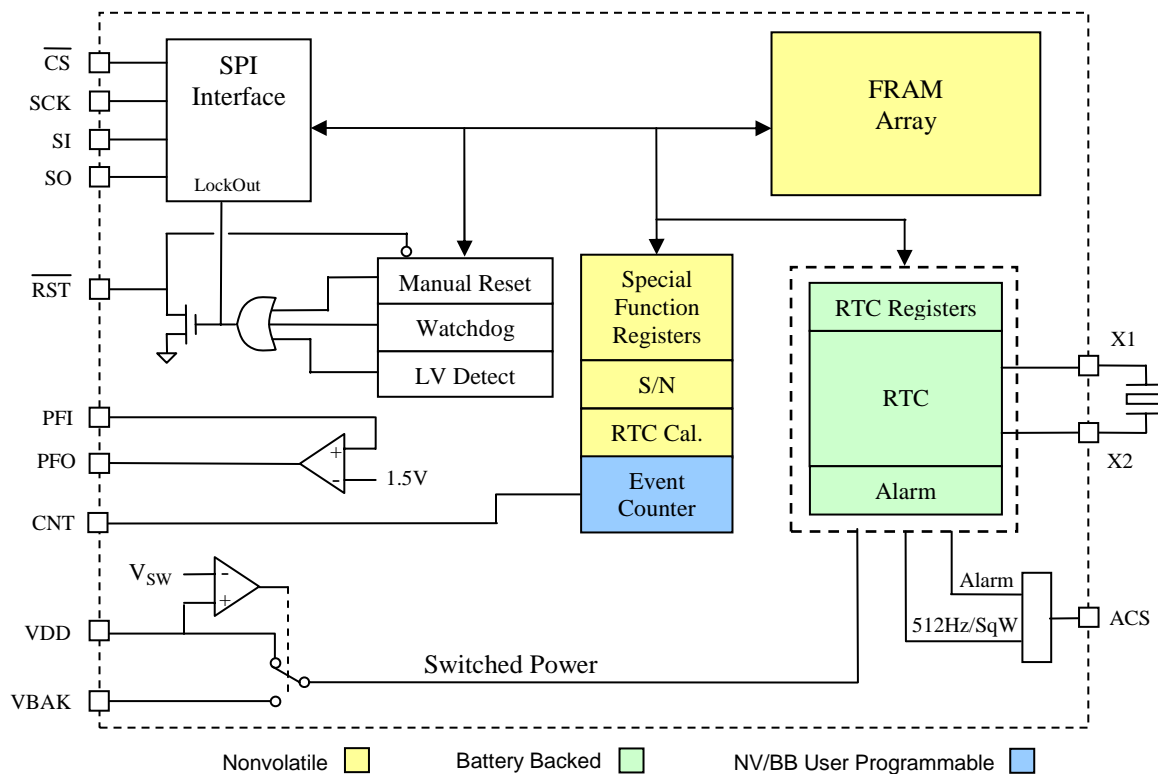 CS
SCK
SI
SO
SPI
Interface
LockOut
FRAM
Array
RST
Manual Reset
Watchdog
LV Detect
Special
Function
Registers
S/N
RTC Cal.
Event
Counter
RTC Registers
RTC
Alarm
X1
X2
PFI
PFO
+
-
1.5V
CNT
VSW
-
+
VDD
VBAK
Switched Power
Alarm
512Hz/SqW
ACS
Nonvolatile
Battery Backed
NV/BB User Programmable